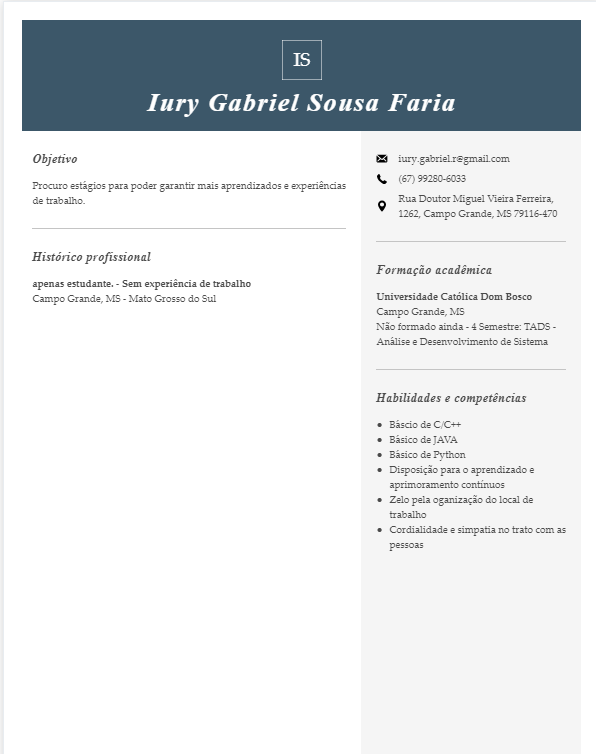 IS
Iury Gabriel Sousa Faria
Objetivo
Procuro estágios para poder garantir mais aprendizados e experiências
de trabalho.
Histórico profissional
apenas estudante. - Sem experiência de trabalho
Campo Grande, MS - Mato Grosso do Sul
iury.gabriel.r@gmail.com
(67) 99280-6033
Rua Doutor Miguel Vieira Ferreira,
1262, Campo Grande, MS 79116-470
Formação acadêmica
Universidade Católica Dom Bosco
Campo Grande, MS
Não formado ainda - 4 Semestre: TADS -
Análise e Desenvolvimento de Sistema
Habilidades e competências
Báscio de C/C++
Básico de JAVA
Básico de Python
Disposição para o aprendizado e
aprimoramento contínuos
Zelo pela oganização do local de
trabalho
Cordialidade e simpatia no trato com as
pessoas